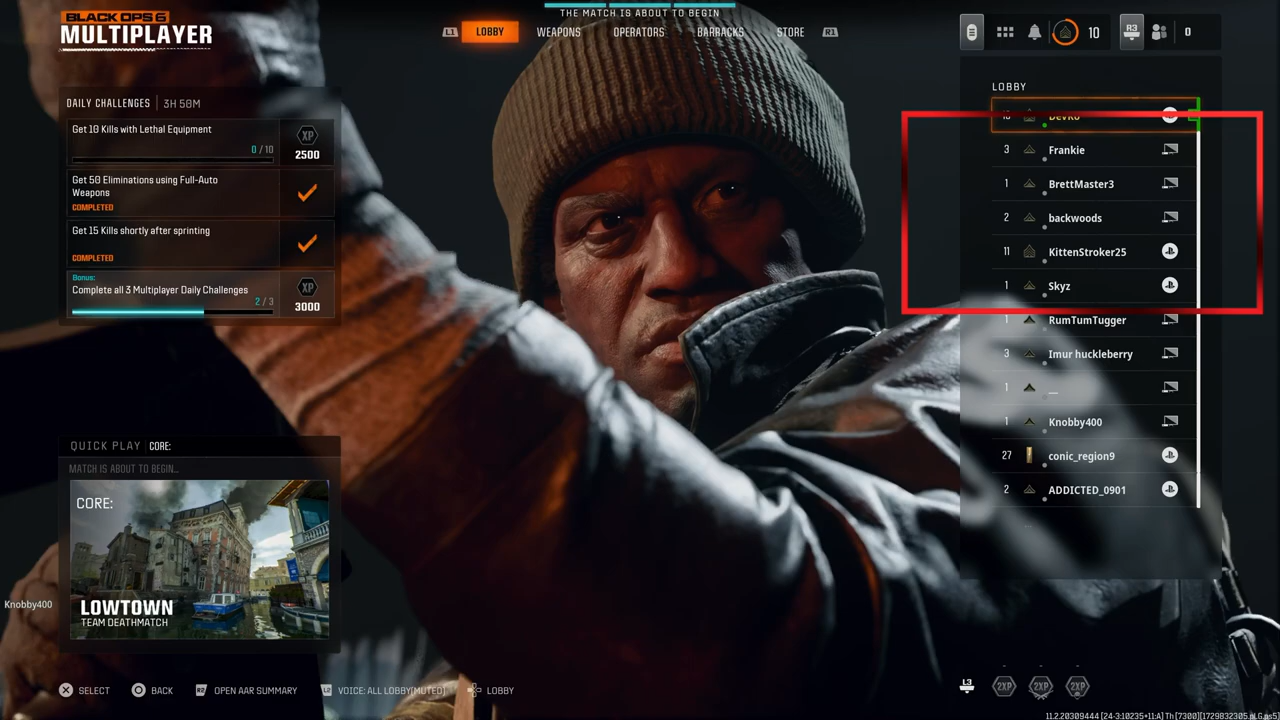 BLACK OPS 6
MULTIPLAYER
THE MATCH IS ABOUT TO BEGIN
L1 LOBBY WEAPONS OPERATORS BARRACKS STORE R1
10 R3 0
DAILY CHALLENGES 3H 50M
Get 10 Kills with Lethal Equipment
0 / 10
XP
2500
Get 50 Eliminations using Full-Auto
Weapons
COMPLETED
Get 15 Kills shortly after sprinting
COMPLETED
Bonus:
Complete all 3 Multiplayer Daily Challenges
2 / 3
XP
3000
LOBBY
3 Frankie
1 BrettMaster3
2 backwoods
11 KittenStroker25
1 Skyz
1 RumTumTugger
3 Imur huckleberry
1 __
1 Knobby400
27 conic_region9
2 ADDICTED_0901
QUICK PLAY CORE:
MATCH IS ABOUT TO BEGIN...
CORE:
LOWTOWN
TEAM DEATHMATCH
Knobby400
SELECT BACK R2 OPEN AAR SUMMARY L2 VOICE: ALL LOBBY(MUTED) LOBBY
L3 2XP 2XP 2XP